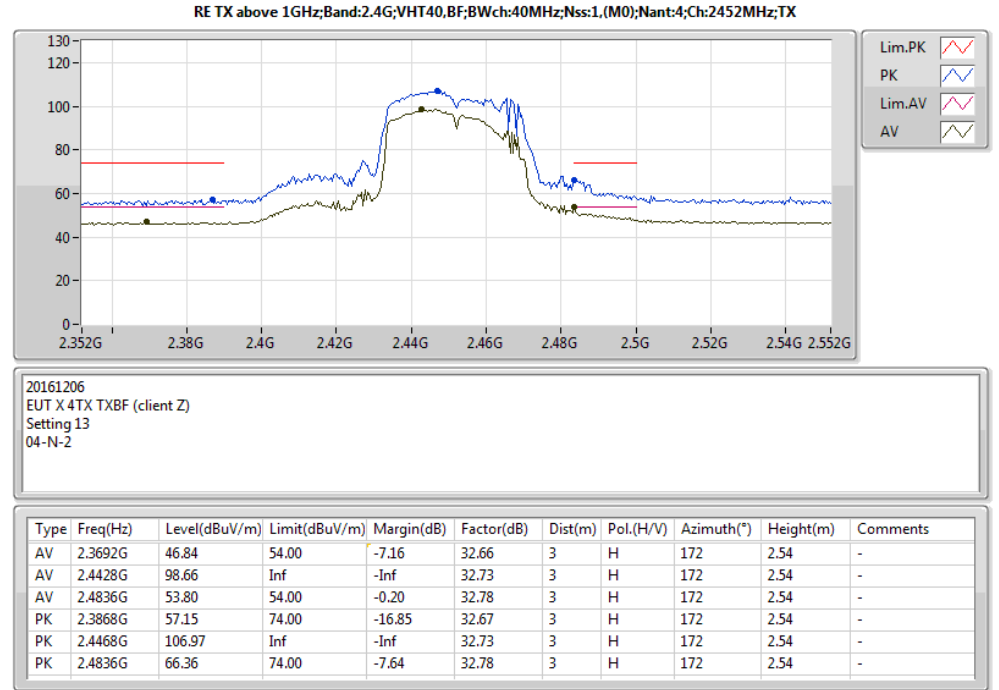 RE TX above 1GHz;Band:2.4G;VHT40,BF;BWch:40MHz;Nss:1,(M0);Nant:4;Ch:2452MHz;TX
130
120
100
80
60
40
20
0
2.352G 2.38G 2.4G 2.42G 2.44G 2.46G 2.48G 2.5G 2.52G 2.54G 2.552G
Lim.PK
PK
Lim.AV
AV
20161206
EUT X 4TX TXBF (client Z)
Setting 13
04-N-2
Type Freq(Hz) Level(dBuV/m) Limit(dBuV/m) Margin(dB) Factor(dB) Dist(m) Pol.(H/V) Azimuth(°) Height(m) Comments
AV 2.3692G 46.84 54.00 -7.16 32.66 3 H 172 2.54 -
AV 2.4428G 98.66 Inf -Inf 32.73 3 H 172 2.54 -
AV 2.4836G 53.80 54.00 -0.20 32.78 3 H 172 2.54 -
PK 2.3868G 57.15 74.00 -16.85 32.67 3 H 172 2.54 -
PK 2.4468G 106.97 Inf -Inf 32.73 3 H 172 2.54 -
PK 2.4836G 66.36 74.00 -7.64 32.78 3 H 172 2.54 -